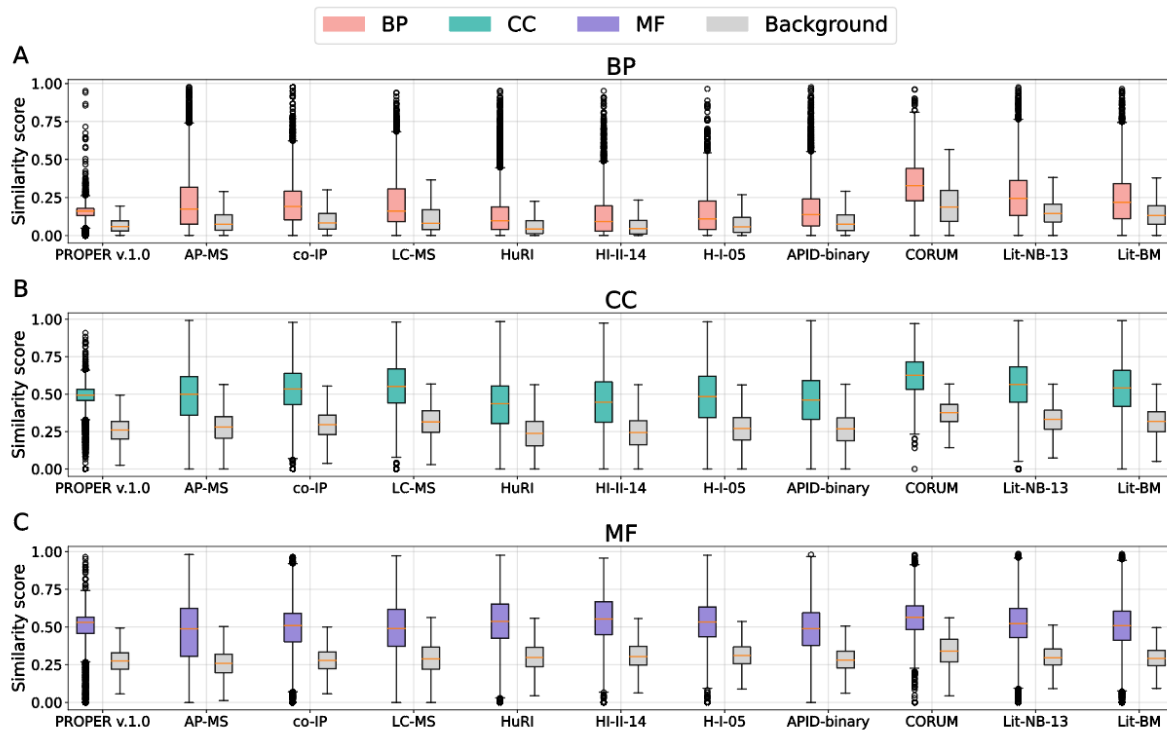 BP CC MF Background
A
BP
Similarity score
1.00
0.75
0.50
0.25
0.00
PROPER v.1.0 AP-MS co-IP LC-MS HuRI HI-II-14 H-I-05 APID-binary CORUM Lit-NB-13 Lit-BM
B
CC
Similarity score
1.00
0.75
0.50
0.25
0.00
PROPER v.1.0 AP-MS co-IP LC-MS HuRI HI-II-14 H-I-05 APID-binary CORUM Lit-NB-13 Lit-BM
C
MF
Similarity score
1.00
0.75
0.50
0.25
0.00
PROPER v.1.0 AP-MS co-IP LC-MS HuRI HI-II-14 H-I-05 APID-binary CORUM Lit-NB-13 Lit-BM